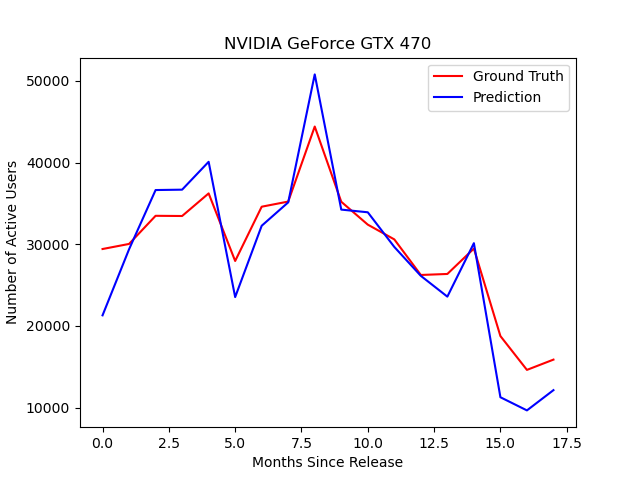 NVIDIA GeForce GTX 470
Ground Truth
Prediction
Number of Active Users
50000
40000
30000
20000
10000
0.0 2.5 5.0 7.5 10.0 12.5 15.0 17.5
Months Since Release